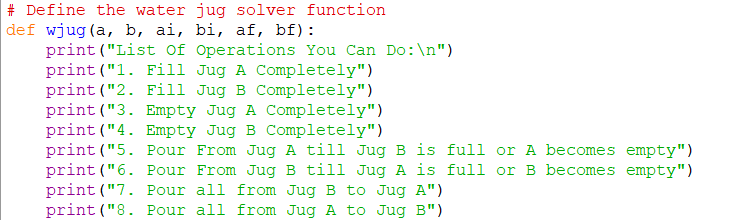 # Define the water jug solver function
def wjug(a, b, ai, bi, af, bf):
    print("List Of Operations You Can Do:\n")
    print("1. Fill Jug A Completely")
    print("2. Fill Jug B Completely")
    print("3. Empty Jug A Completely")
    print("4. Empty Jug B Completely")
    print("5. Pour From Jug A till Jug B is full or A becomes empty")
    print("6. Pour From Jug B till Jug A is full or B becomes empty")
    print("7. Pour all from Jug B to Jug A")
    print("8. Pour all from Jug A to Jug B")